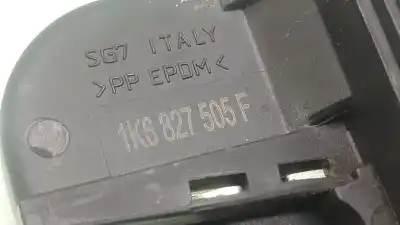 SG7 ITALY
>PP EPDM<
1K6 827 505 F